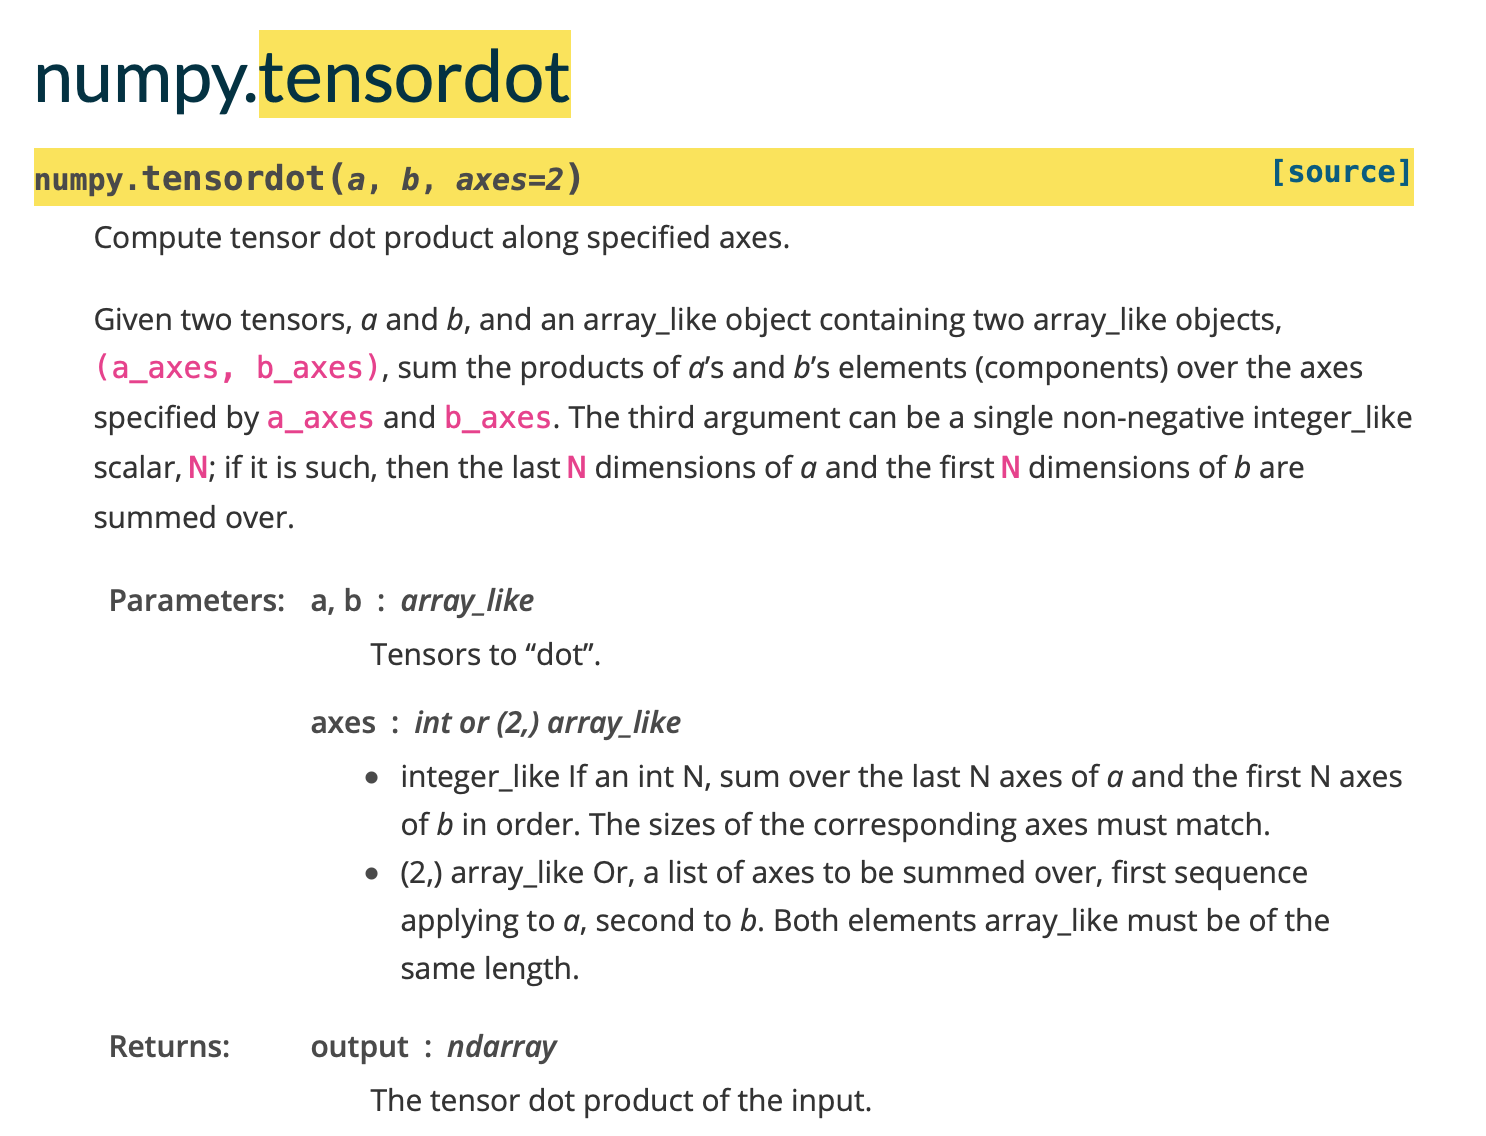 numpy.tensordot
numpy.tensordot(a, b, axes=2) [source]
Compute tensor dot product along specified axes.
Given two tensors, a and b, and an array_like object containing two array_like objects,
(a_axes, b_axes), sum the products of a’s and b’s elements (components) over the axes
specified by a_axes and b_axes. The third argument can be a single non-negative integer_like
scalar, N; if it is such, then the last N dimensions of a and the first N dimensions of b are
summed over.
Parameters: a, b : array_like
Tensors to “dot”.
axes : int or (2,) array_like
• integer_like If an int N, sum over the last N axes of a and the first N axes
of b in order. The sizes of the corresponding axes must match.
• (2,) array_like Or, a list of axes to be summed over, first sequence
applying to a, second to b. Both elements array_like must be of the
same length.
Returns: output : ndarray
The tensor dot product of the input.